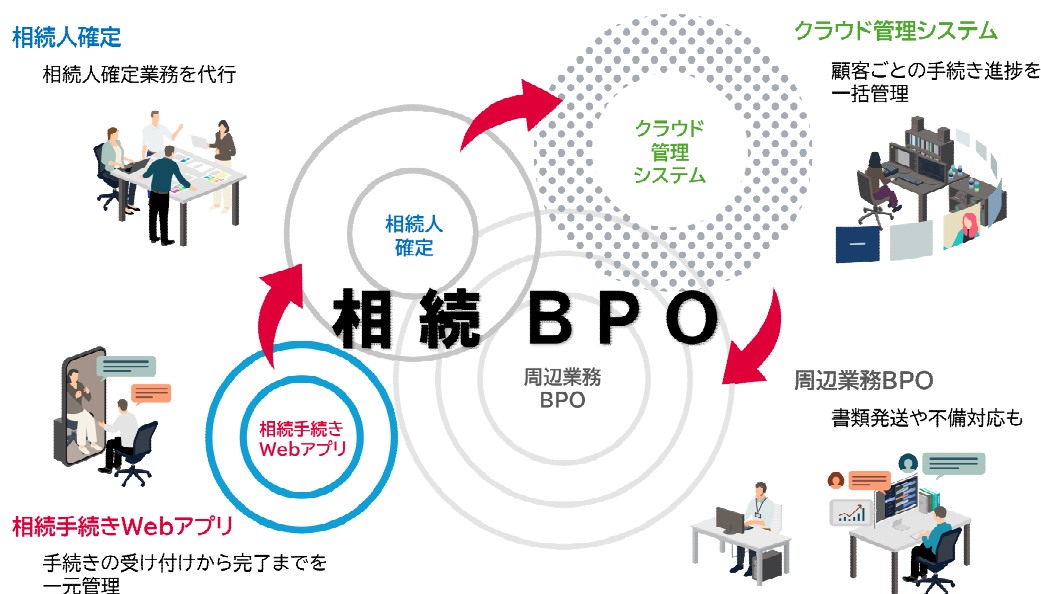 相続人確定
相続人確定業務を代行
クラウド管理システム
顧客ごとの手続き進捗を
一括管理
クラウド
管理
システム
相続人
確定
相続BPO
周辺業務
BPO
相続手続き
Webアプリ
周辺業務BPO
書類発送や不備対応も
相続手続きWebアプリ
手続きの受け付けから完了までを
一元管理